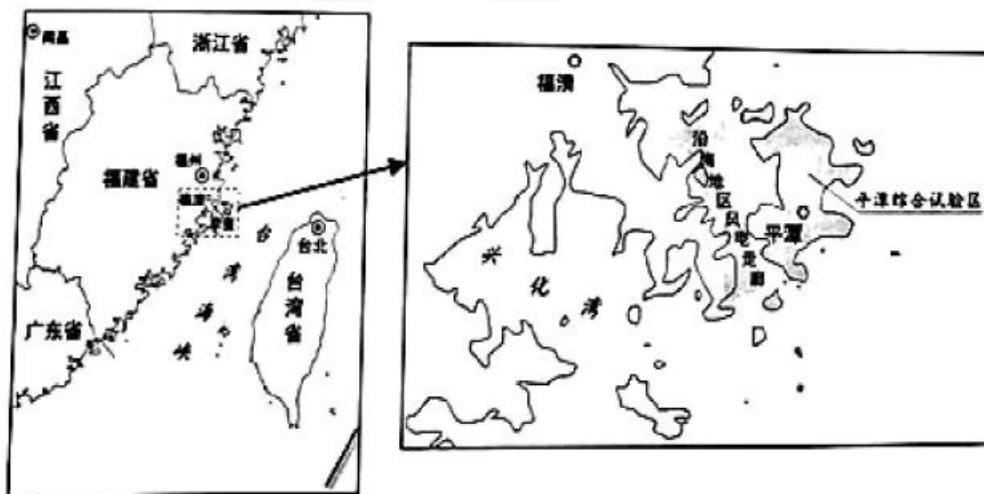 南昌
浙江省
江西省
福建省
福州
福清
平潭
台北
台湾海峡
台湾省
广东省
福清
沿海地区风电走廊
平潭综合试验区
平潭
兴化湾